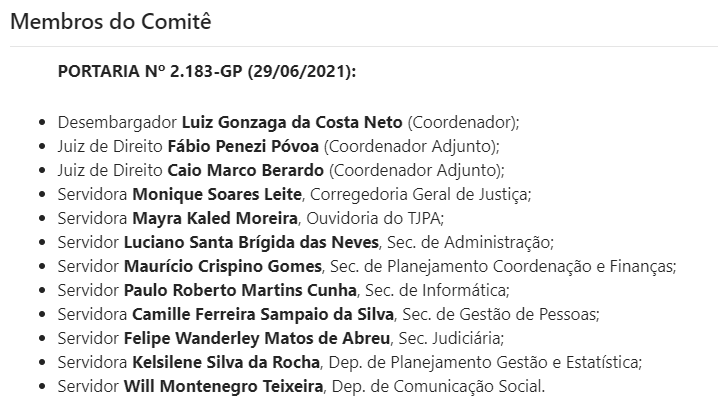 Membros do Comitê
PORTARIA Nº 2.183-GP (29/06/2021):
• Desembargador Luiz Gonzaga da Costa Neto (Coordenador);
• Juiz de Direito Fábio Penezi Póvoa (Coordenador Adjunto);
• Juiz de Direito Caio Marco Berardo (Coordenador Adjunto);
• Servidora Monique Soares Leite, Corregedoria Geral de Justiça;
• Servidora Mayra Kaled Moreira, Ouvidoria do TJPA;
• Servidor Luciano Santa Brígida das Neves, Sec. de Administração;
• Servidor Maurício Crispino Gomes, Sec. de Planejamento Coordenação e Finanças;
• Servidor Paulo Roberto Martins Cunha, Sec. de Informática;
• Servidora Camille Ferreira Sampaio da Silva, Sec. de Gestão de Pessoas;
• Servidor Felipe Wanderley Matos de Abreu, Sec. Judiciária;
• Servidora Kelsilene Silva da Rocha, Dep. de Planejamento Gestão e Estatística;
• Servidor Will Montenegro Teixeira, Dep. de Comunicação Social.